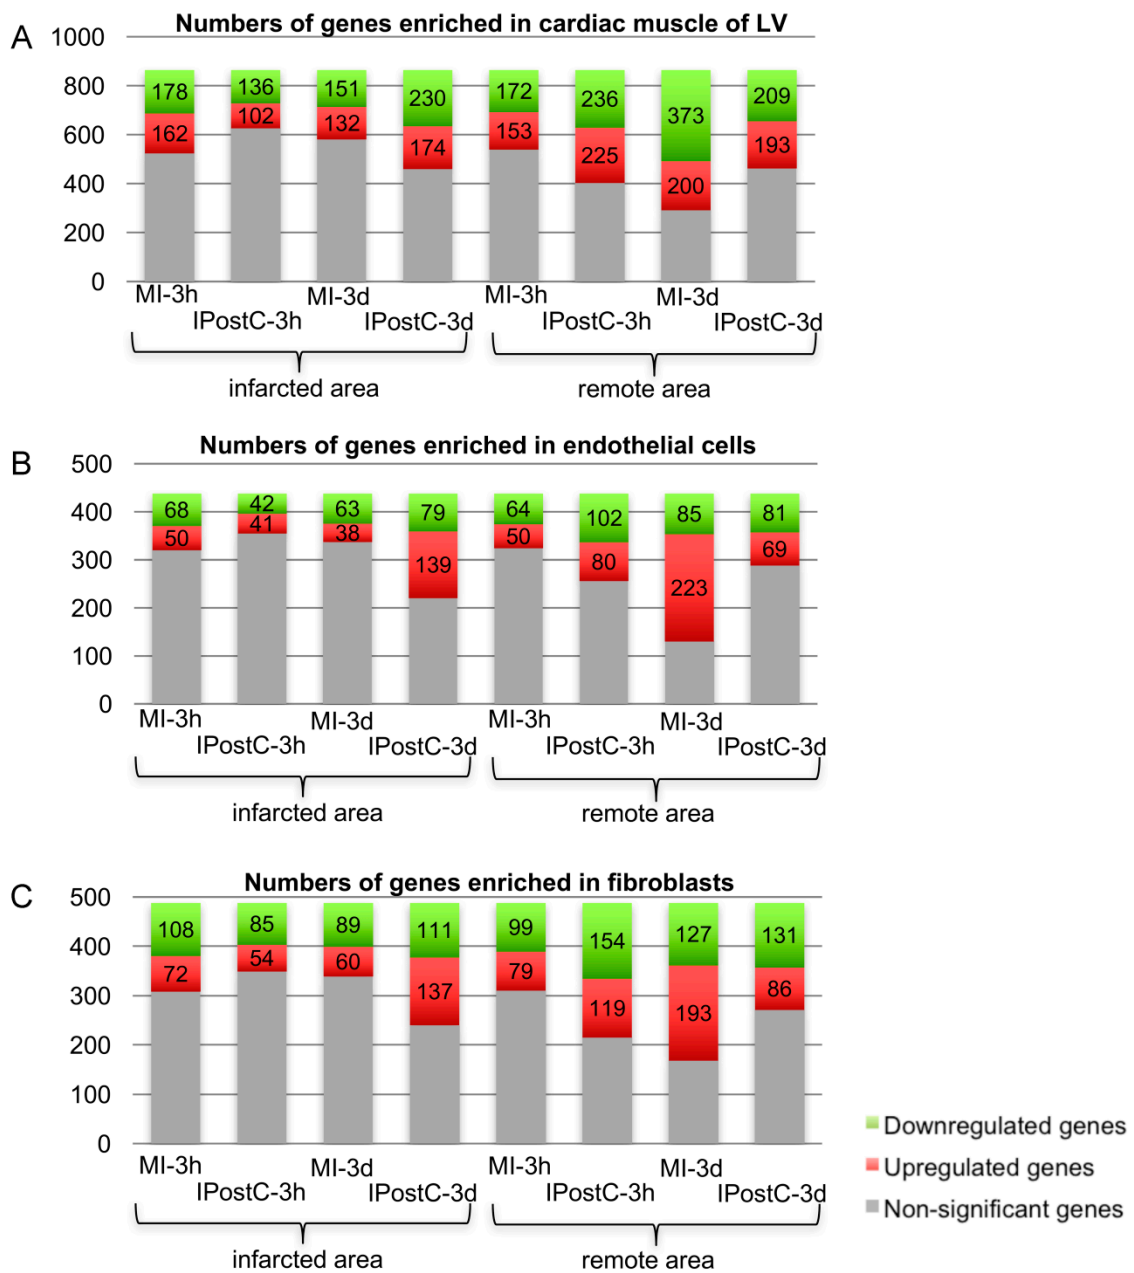 A
Numbers of genes enriched in cardiac muscle of LV
1000
800
600
400
200
0
178 136 151 230 172 236 373 209
162 102 132 174 153 225 200 193
MI-3h MI-3d MI-3h MI-3d
IPostC-3h IPostC-3d IPostC-3h IPostC-3d
infarcted area remote area
B
Numbers of genes enriched in endothelial cells
500
400
300
200
100
0
68 42 63 79 64 102 85 81
50 41 38 139 50 80 223 69
MI-3h MI-3d MI-3h MI-3d
IPostC-3h IPostC-3d IPostC-3h IPostC-3d
infarcted area remote area
C
Numbers of genes enriched in fibroblasts
500
400
300
200
100
0
108 85 89 111 99 154 127 131
72 54 60 137 79 119 193 86
MI-3h MI-3d MI-3h MI-3d
IPostC-3h IPostC-3d IPostC-3h IPostC-3d
infarcted area remote area
Downregulated genes
Upregulated genes
Non-significant genes